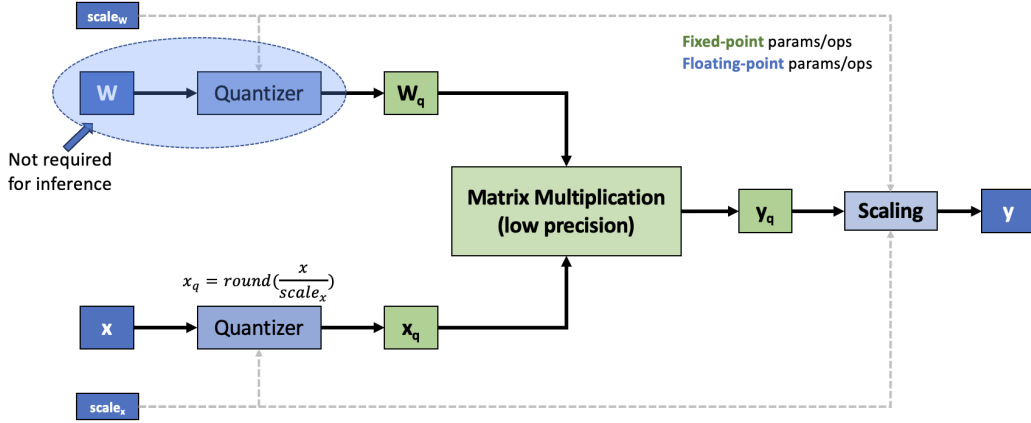 scale_W
Fixed-point params/ops
Floating-point params/ops
W
Quantizer
W_q
Not required
for inference
Matrix Multiplication
(low precision)
y_q
Scaling
y
x_q = round(x/scale_x)
x
Quantizer
x_q
scale_x